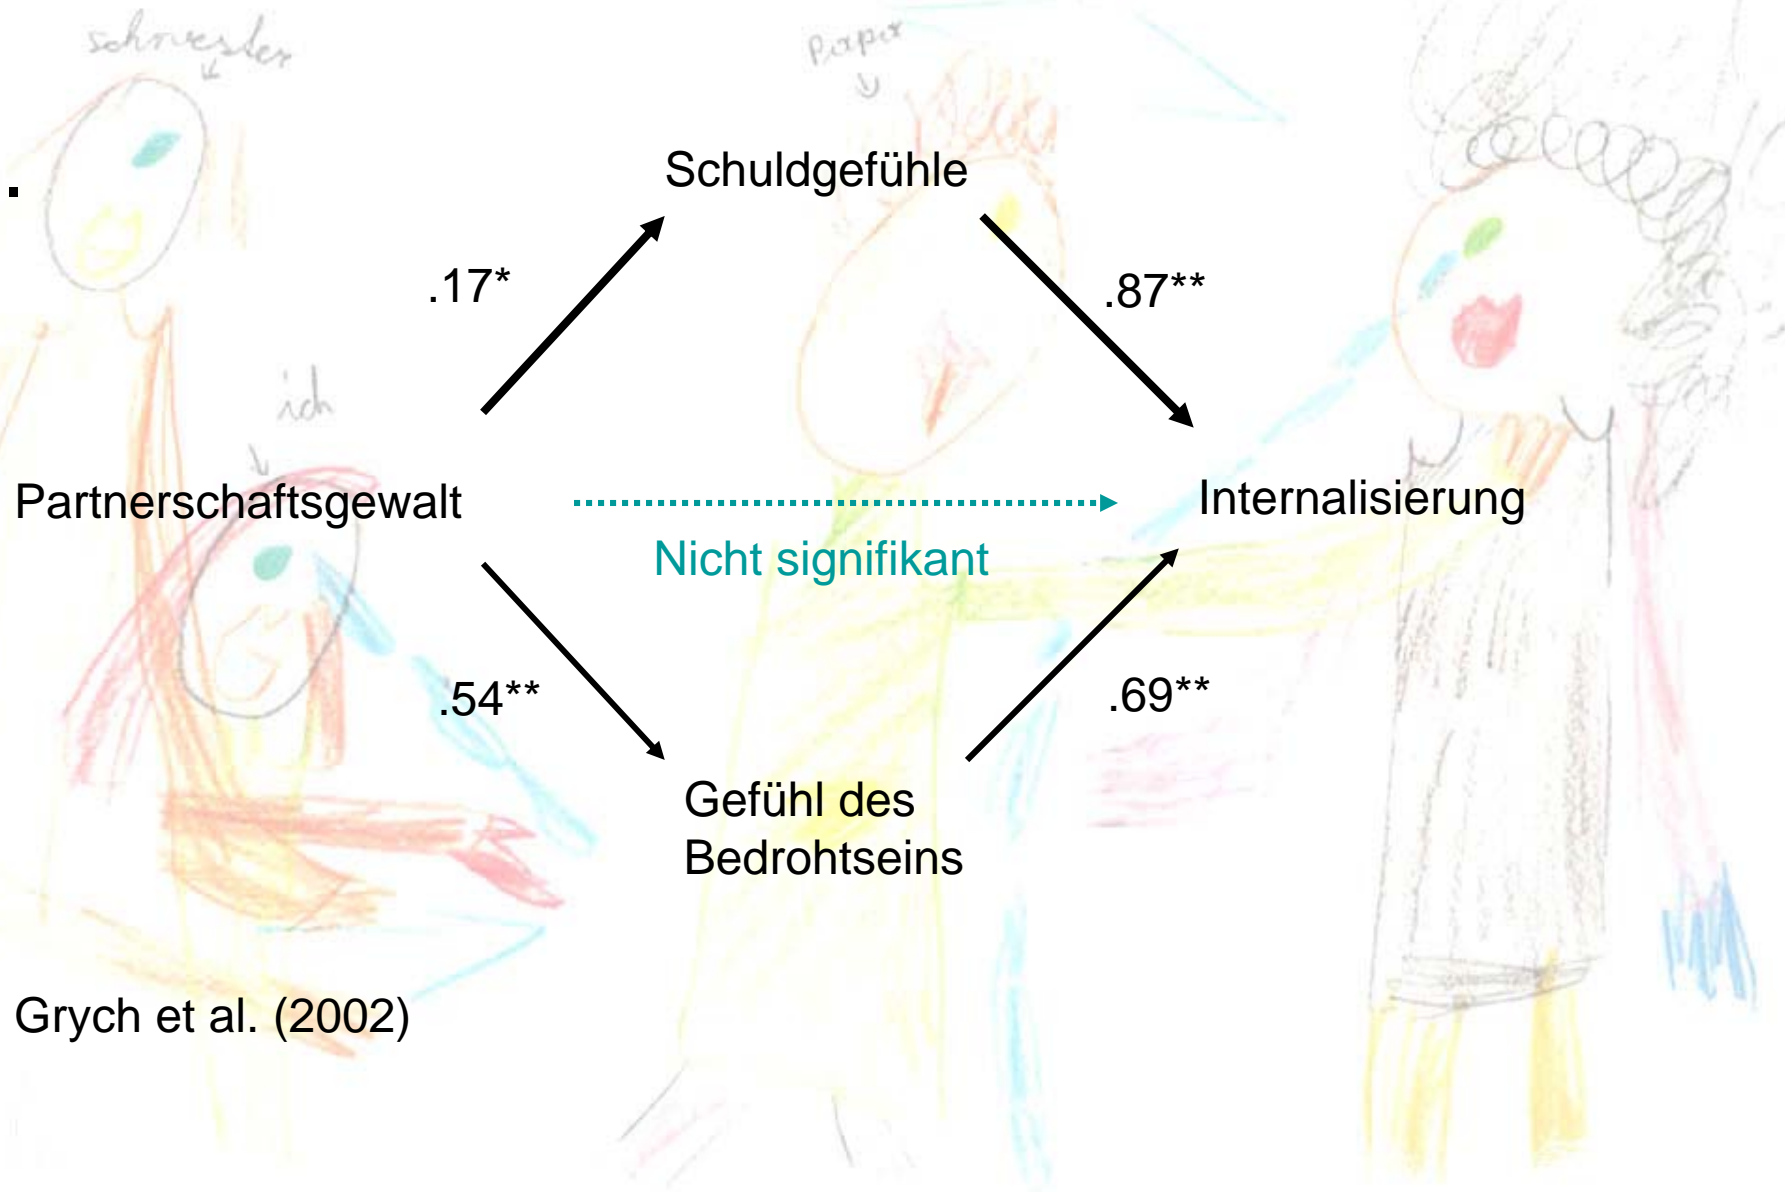 schwester
papa
Schuldgefühle
.
.17*
.87**
ich
Partnerschaftsgewalt
Internalisierung
Nicht signifikant
.54**
.69**
Gefühl des
Bedrohtseins
Grych et al. (2002)